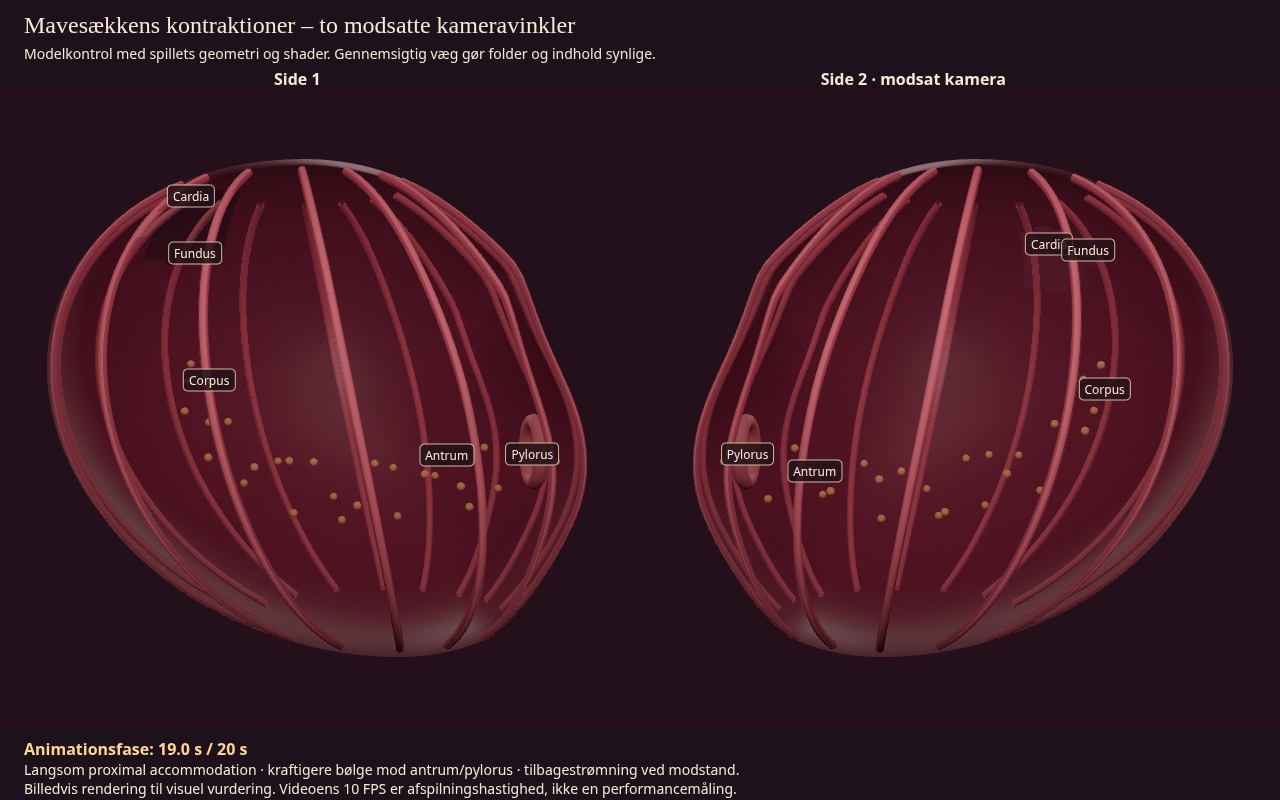 Mavesækkens kontraktioner – to modsatte kameravinkler
Modelkontrol med spillets geometri og shader. Gennemsigtig væg gør folder og indhold synlige.
Side 1
Side 2 · modsat kamera
Cardia
Fundus
Corpus
Antrum
Pylorus
Cardi
Fundus
Corpus
Pylorus
Antrum
Animationsfase: 19.0 s / 20 s
Langsom proximal accommodation · kraftigere bølge mod antrum/pylorus · tilbagestrømning ved modstand.
Billedvis rendering til visuel vurdering. Videoens 10 FPS er afspilningshastighed, ikke en performancemåling.